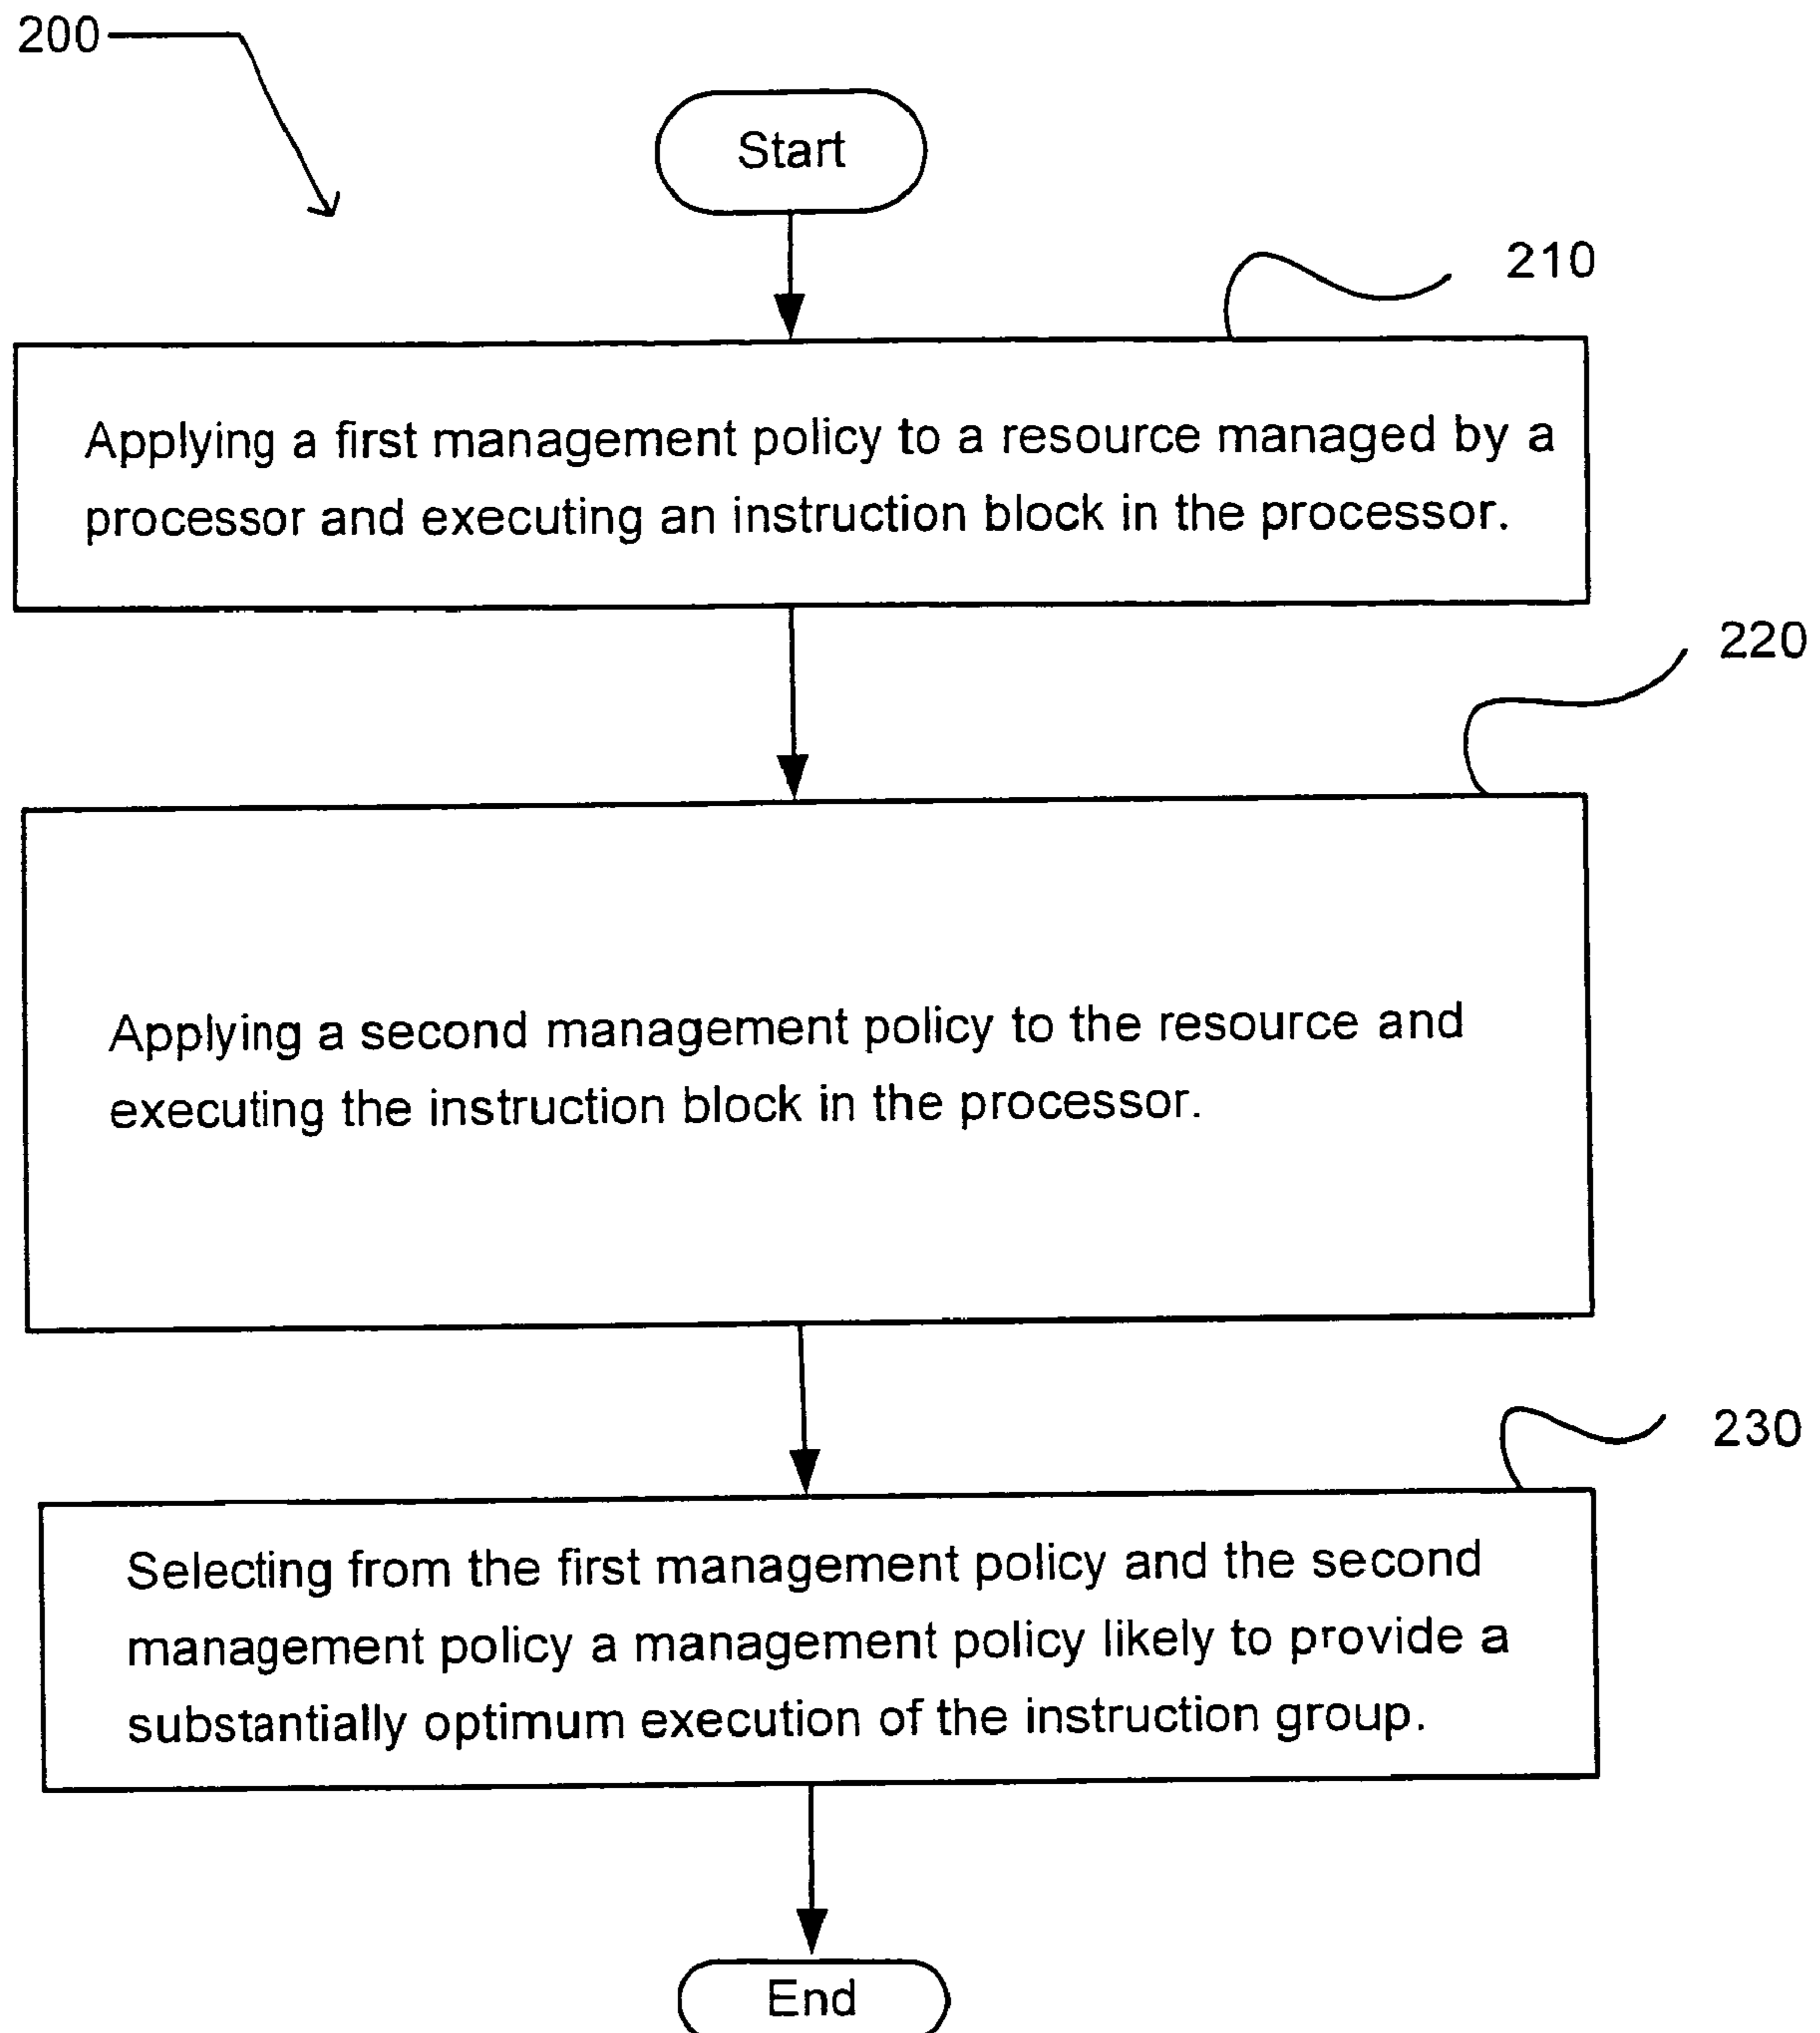 200
Start
210
Applying a first management policy to a resource managed by a
processor and executing an instruction block in the processor.
220
Applying a second management policy to the resource and
executing the instruction block in the processor.
230
Selecting from the first management policy and the second
management policy a management policy likely to provide a
substantially optimum execution of the instruction group.
End